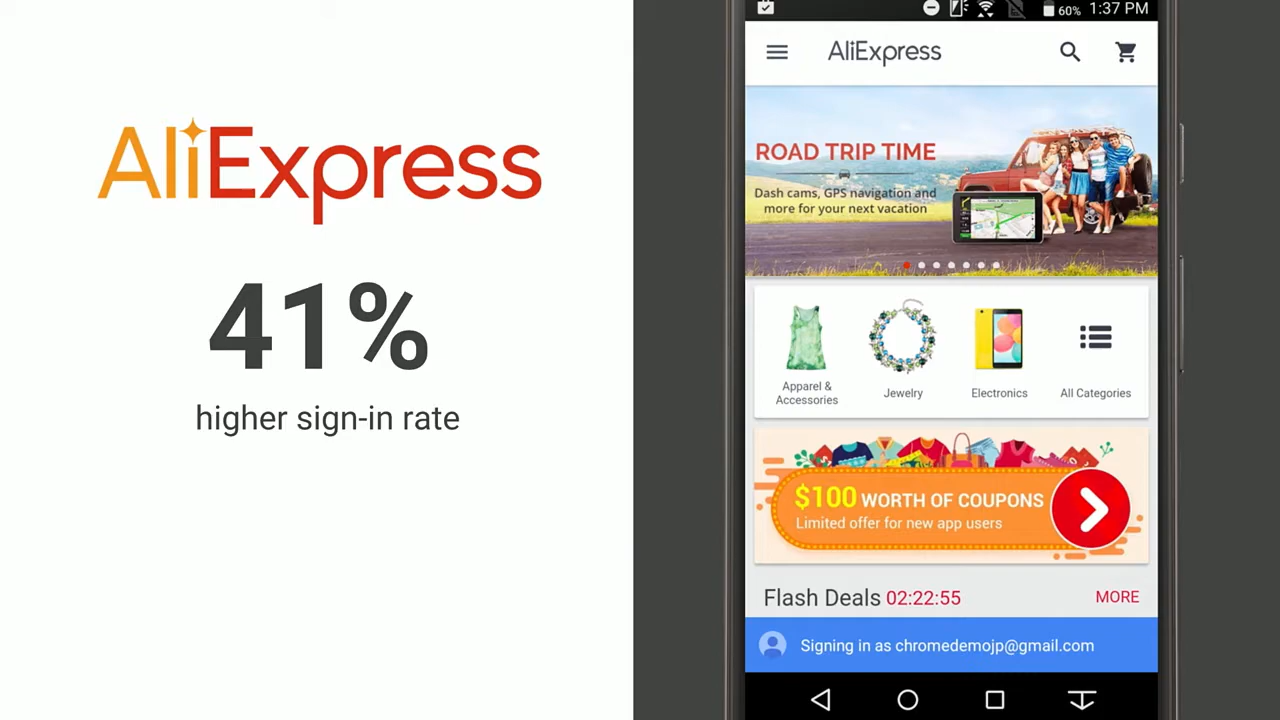 AliExpress
41%
higher sign-in rate
60% 1:37 PM
AliExpress
ROAD TRIP TIME
Dash cams, GPS navigation and
more for your next vacation
Apparel &
Accessories
Jewelry
Electronics
All Categories
$100 WORTH OF COUPONS
Limited offer for new app users
Flash Deals 02:22:55
MORE
Signing in as chromedemojp@gmail.com